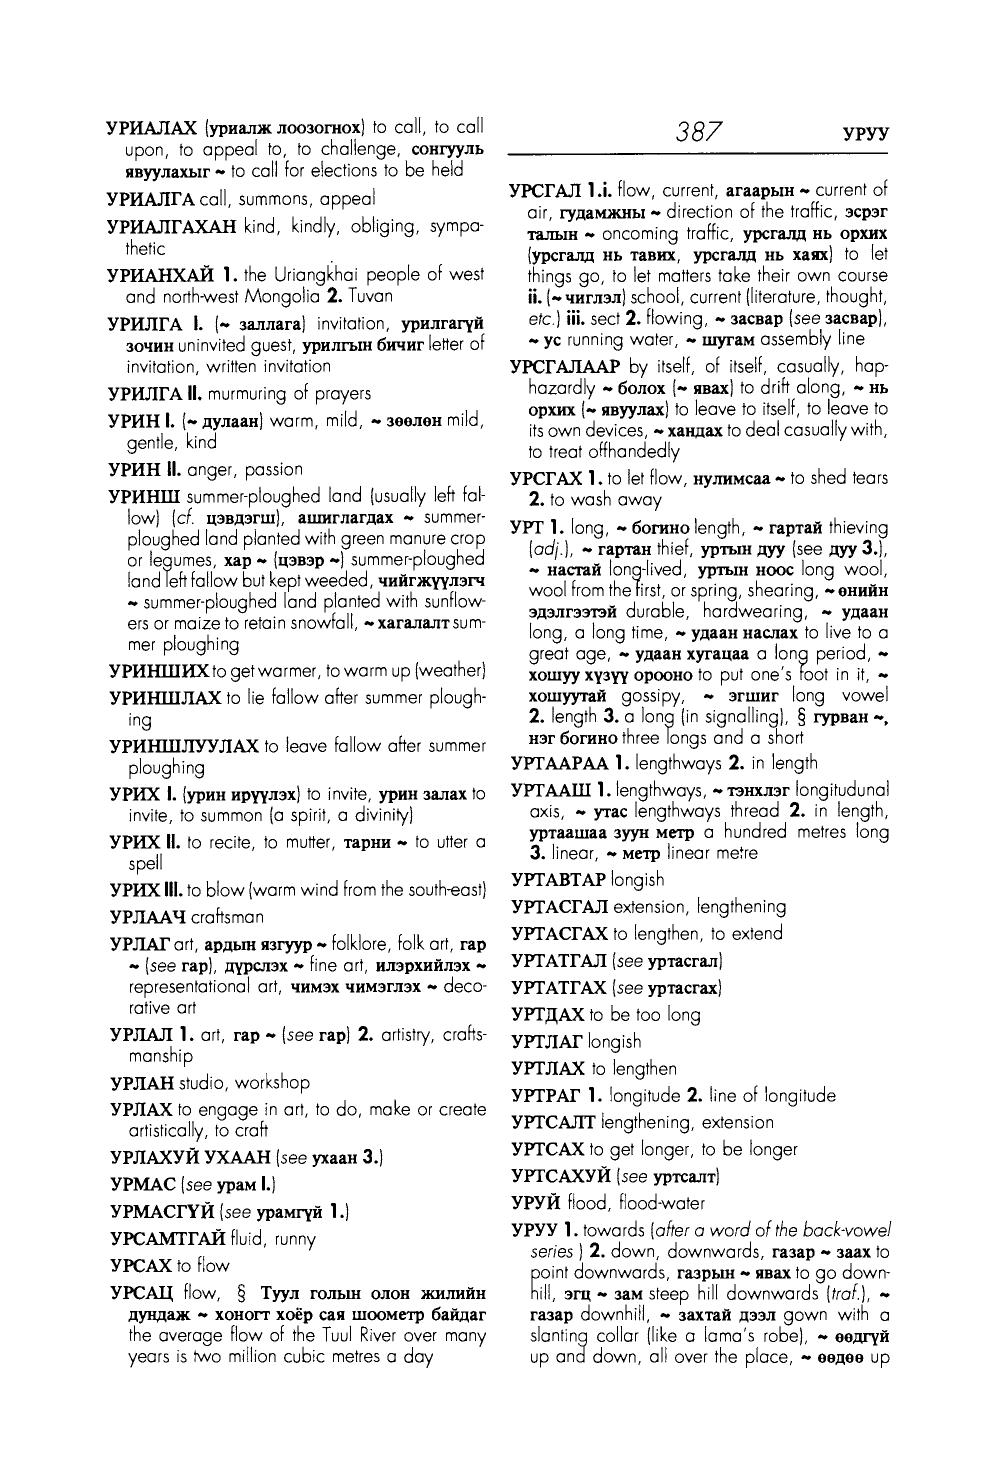 УРИАЛАХ (уриалж лоозогнох) to call, to call
upon, to appeal to, to challenge, сонгууль
явуулахыг ~ to call for elections to be held
УРИАЛГА call, summons, appeal
УРИАЛГАХАН kind, kindly, obliging, sympa-
thetic
УРИАНХАЙ 1. the Uriangkhai people of west
and north-west Mongolia 2. Tuvan
УРИЛГА I. (~ заллага) invitation, урилгагүй
зочин uninvited guest, урилгын бичиг letter of
invitation, written invitation
УРИЛГА II. murmuring of prayers
УРИН I. (~ дулаан) warm, mild, ~ зөөлөн mild,
gentle, kind
УРИН II. anger, passion
УРИНШ summer-ploughed land (usually left fal-
low) (cf. цэвдэгш), ашиглагдах ~ summer-
ploughed land planted with green manure crop
or legumes, хар ~ (цэвэр ~) summer-ploughed
land left fallow but kept weeded, чийгжүүлэгч
~ summer-ploughed land planted with sunflow-
ers or maize to retain snowfall, ~ хагалалт sum-
mer ploughing
УРИНШИХ to get warmer, to warm up (weather)
УРИНШЛАХ to lie fallow after summer plough-
ing
УРИНШЛУУЛАХ to leave fallow after summer
ploughing
УРИХ I. (урин ирүүлэх) to invite, урин залах to
invite, to summon (a spirit, a divinity)
УРИХ II. to recite, to mutter, тарни ~ to utter a
spell
УРИХ III. to blow (warm wind from the south-east)
УРЛААЧ craftsman
УРЛАГ art, ардын язгуур ~ folklore, folk art, гар
~ (see гар), дүрслэх ~ fine art, илэрхийлэх ~
representational art, чимэх чимэглэх ~ deco-
rative art
УРЛАЛ 1. art, гар ~ (see гар) 2. artistry, crafts-
manship
УРЛАН studio, workshop
УРЛАХ to engage in art, to do, make or create
artistically, to craft
УРЛАХУЙ УХААН (see ухаан 3.)
УРМАС (see урам I.)
УРМАСГҮЙ (see урамгүй 1.)
УРСАМТГАЙ fluid, runny
УРСАХ to flow
УРСАЦ flow, § Туул голын олон жилийн
дундаж ~ хоногт хоёр сая шоометр байдаг
the average flow of the Tuul River over many
years is two million cubic metres a day
387 УРУУ
УРСГАЛ 1.i. flow, current, агаарын ~ current of
air, гудамжны ~ direction of the traffic, эсрэг
талын ~ oncoming traffic, урсгалд нь орхих
(урсгалд нь тавих, урсгалд нь хаях) to let
things go, to let matters take their own course
ii. (~ чиглэл) school, current (literature, thought,
etc.) iii. sect 2. flowing, ~ засвар (see засвар),
~ ус running water, ~ шугам assembly line
УРСГАЛААР by itself, of itself, casually, hap-
hazardly ~ болох (~ явах) to drift along, ~ нь
орхих (~ явуулах) to leave to itself, to leave to
its own devices, ~ хандах to deal casually with,
to treat offhandedly
УРСГАХ 1. to let flow, нулимсаа ~ to shed tears
2. to wash away
УРТ 1. long, ~ богино length, ~ гартай thieving
(adj.), ~ гартан thief, уртын дуу (see дуу 3.),
~ настай long-lived, уртын ноос long wool,
wool from the first, or spring, shearing, ~ өнийн
эдэлгээтэй durable, hardwearing, ~ удаан
long, a long time, ~ удаан наслах to live to a
great age, ~ удаан хугацаа a long period, ~
хошуу хүзүү орооно to put one's foot in it, ~
хошуутай gossipy, ~ эгшиг long vowel
2. length 3. a long (in signalling), § гурван ~,
нэг богино three longs and a short
УРТААРАА 1. lengthways 2. in length
УРТААШ 1. lengthways, ~ тэнхлэг longitudunal
axis, ~ утас lengthways thread 2. in length,
уртаашаа зуун метр a hundred metres long
3. linear, ~ метр linear metre
УРТАВТАР longish
УРТАСГАЛ extension, lengthening
УРТАСГАХ to lengthen, to extend
УРТАТГАЛ (see уртасгал)
УРТАТГАХ (see уртасгах)
УРТДАХ to be too long
УРТЛАГ longish
УРТЛАХ to lengthen
УРТРАГ 1. longitude 2. line of longitude
УРТСАЛТ lengthening, extension
УРТСАХ to get longer, to be longer
УРТСАХУЙ (see уртсалт)
УРУЙ flood, flood-water
УРУУ 1. towards (after a word of the back-vowel
series ) 2. down, downwards, газар ~ заах to
point downwards, газрын ~ явах to go down-
hill, эгц ~ зам steep hill downwards (traf.), ~
газар downhill, ~ захтай дээл gown with a
slanting collar (like a lama's robe), ~ өөдгүй
up and down, all over the place, ~ өөдөө up